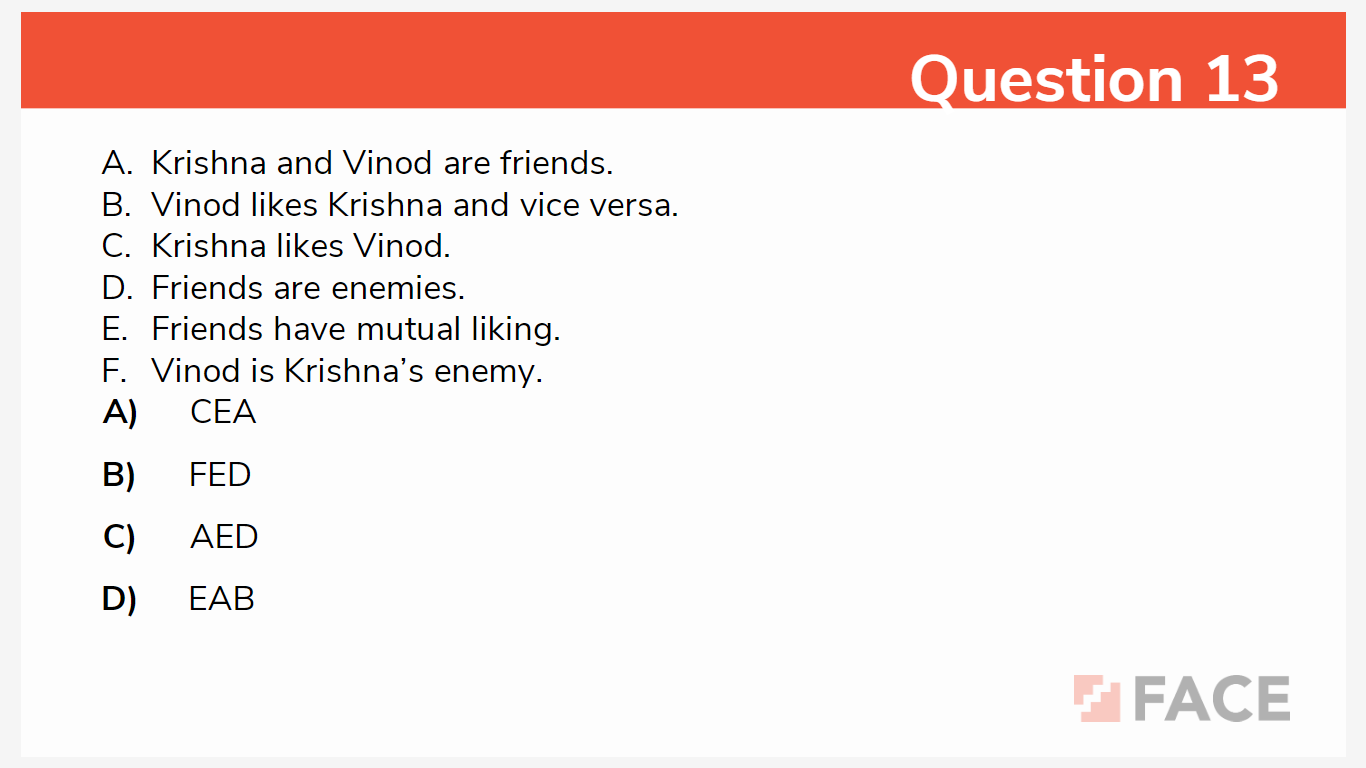 Question 13
A. Krishna and Vinod are friends.
B. Vinod likes Krishna and vice versa.
C. Krishna likes Vinod.
D. Friends are enemies.
E. Friends have mutual liking.
F. Vinod is Krishna’s enemy.
A) CEA
B) FED
C) AED
D) EAB
FACE